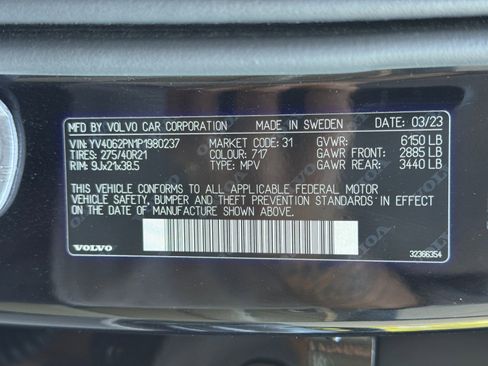 MFD BY VOLVO CAR CORPORATION MADE IN SWEDEN DATE: 03/23
VIN: YV4062PN1P1980237 MARKET CODE: 31 GVWR: 6150 LB
TIRES: 275/40R21 COLOUR: 717 GAWR FRONT: 2885 LB
RIM: 9Jx21x38.5 TYPE: MPV GAWR REAR: 3440 LB
THIS VEHICLE CONFORMS TO ALL APPLICABLE FEDERAL MOTOR
VEHICLE SAFETY, BUMPER AND THEFT PREVENTION STANDARDS IN EFFECT
ON THE DATE OF MANUFACTURE SHOWN ABOVE.
VOLVO 32366354